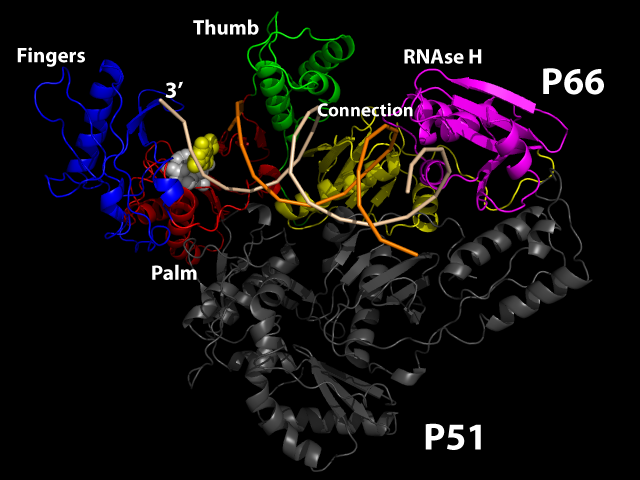 Thumb
Fingers
RNAse H
P66
3’
Connection
Palm
P51